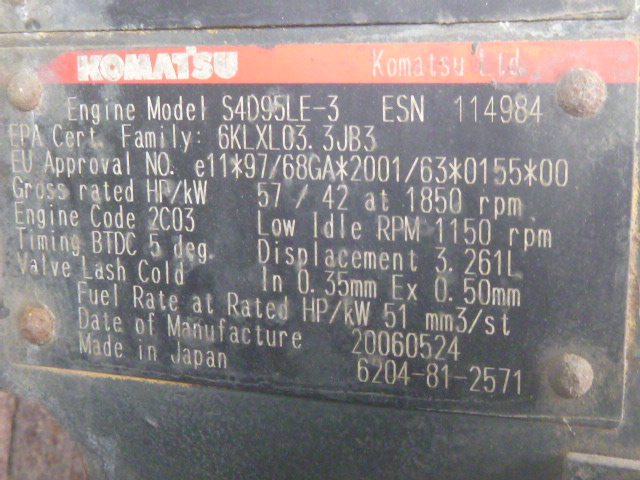 KOMATSU Komatsu Ltd
Engine Model S4D95LE-3 ESN 114984
EPA Cert. Family: 6KLXL03.3JB3
EU Approval NO. e11*97/68GA*2001/63*0155*00
Gross rated HP/kW 57 / 42 at 1850 rpm
Engine Code 2C03 Low Idle RPM 1150 rpm
Timing BTDC 5 deg. Displacement 3.261L
Valve Lash Cold In 0.35mm Ex 0.50mm
Fuel Rate at Rated HP/kW 51 mm3/st
Date of Manufacture 20060524
Made in Japan 6204-81-2571